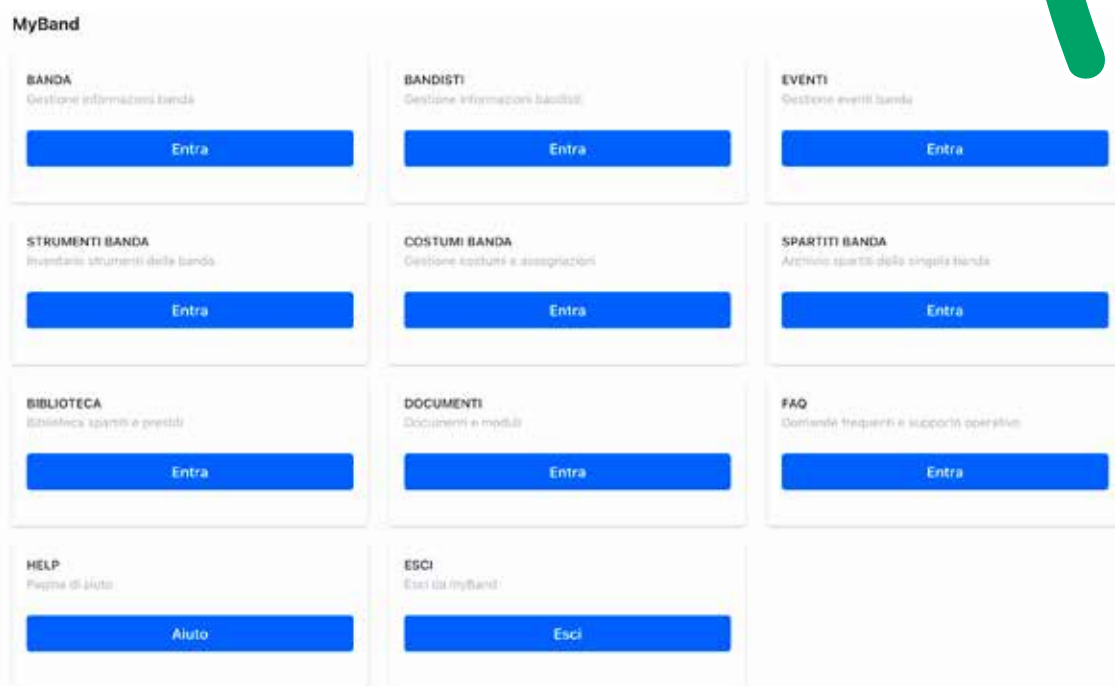 MyBand
BANDA
Gestione informazioni banda
Entra
BANDISTI
Gestione informazioni bandisti
Entra
EVENTI
Gestione eventi banda
Entra
STRUMENTI BANDA
Inventario strumenti della banda
Entra
COSTUMI BANDA
Gestione costumi e assegnazioni
Entra
SPARTITI BANDA
Archivio spartiti della singola banda
Entra
BIBLIOTECA
Biblioteca spartiti e prestiti
Entra
DOCUMENTI
Documenti e moduli
Entra
FAQ
Domande frequenti e supporto operativo
Entra
HELP
Pagina di aiuto
Aiuto
ESCI
Esci da myBand
Esci